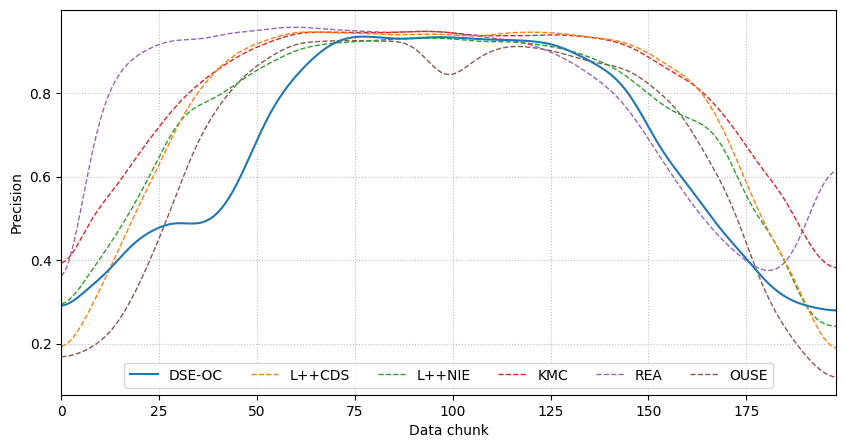 Precision
0.8
0.6
0.4
0.2
DSE-OC L++CDS L++NIE KMC REA OUSE
0 25 50 75 100 125 150 175
Data chunk